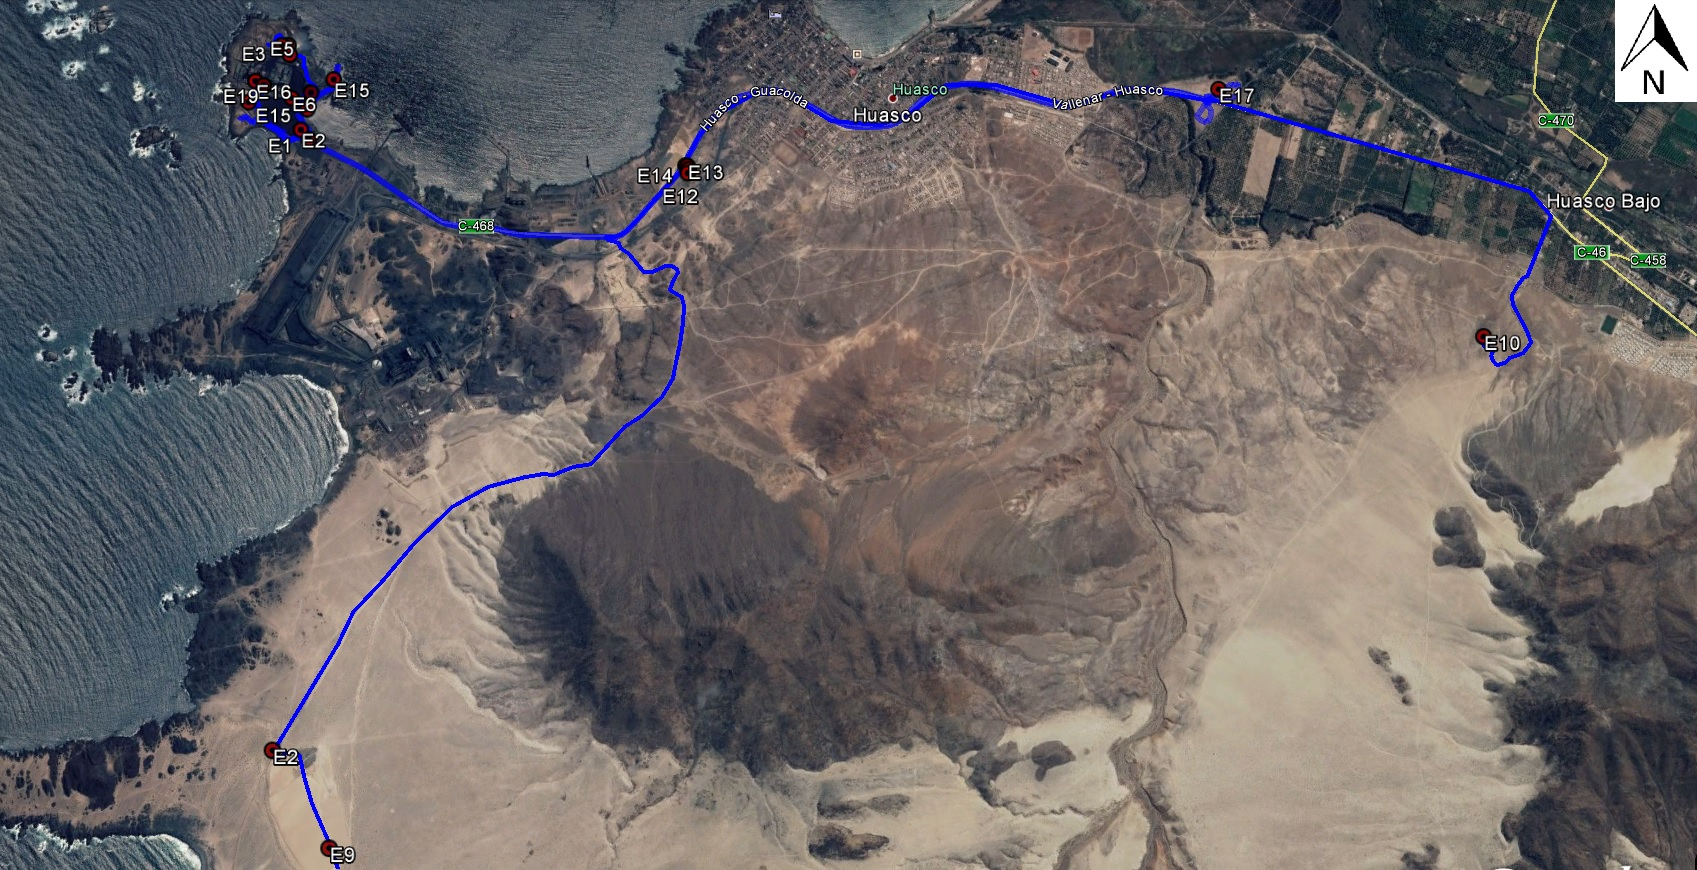 N
E3
E5
E19
E16
E15
E15
E6
E1
E2
Huasco - Guacolda
Huasco
Huasco
Vallenar - Huasco
E17
C-470
E14
E13
E12
C-468
Huasco Bajo
C-46
C-458
E10
E2
E9